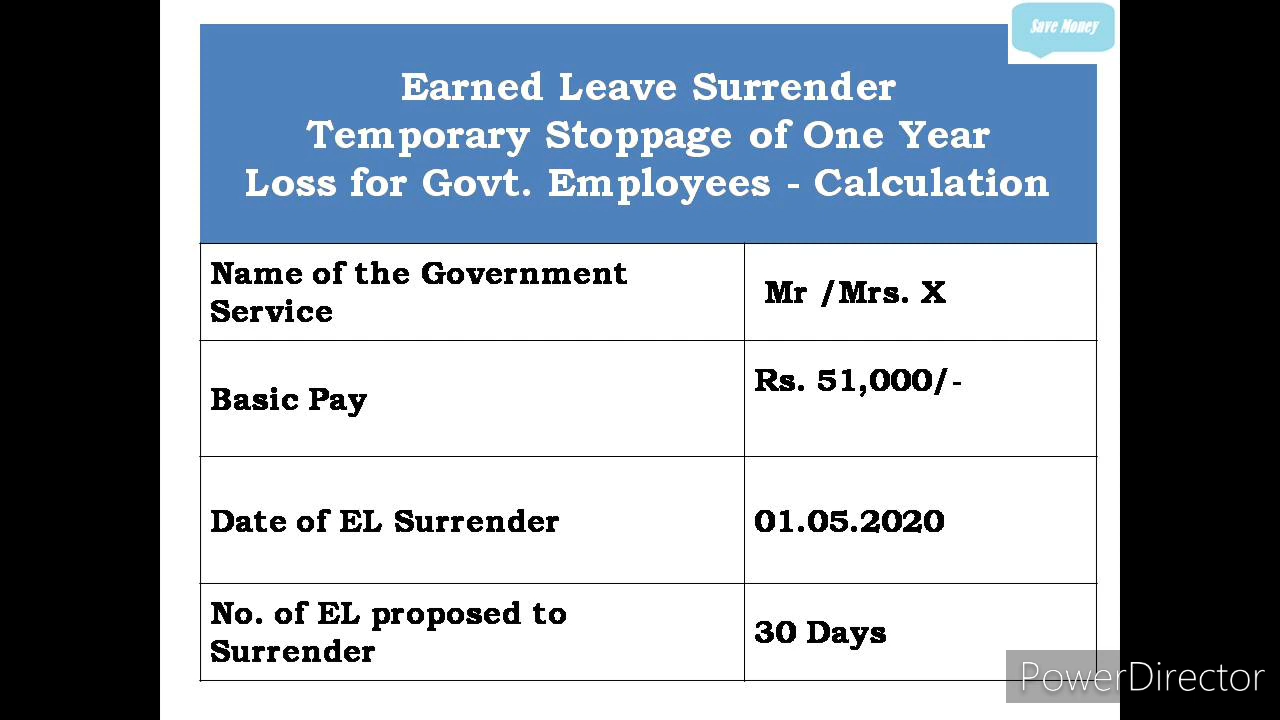 Save Money
Earned Leave Surrender
Temporary Stoppage of One Year
Loss for Govt. Employees - Calculation
Name of the Government
Service
Mr /Mrs. X
Basic Pay
Rs. 51,000/-
Date of EL Surrender
01.05.2020
No. of EL proposed to
Surrender
30 Days
PowerDirector